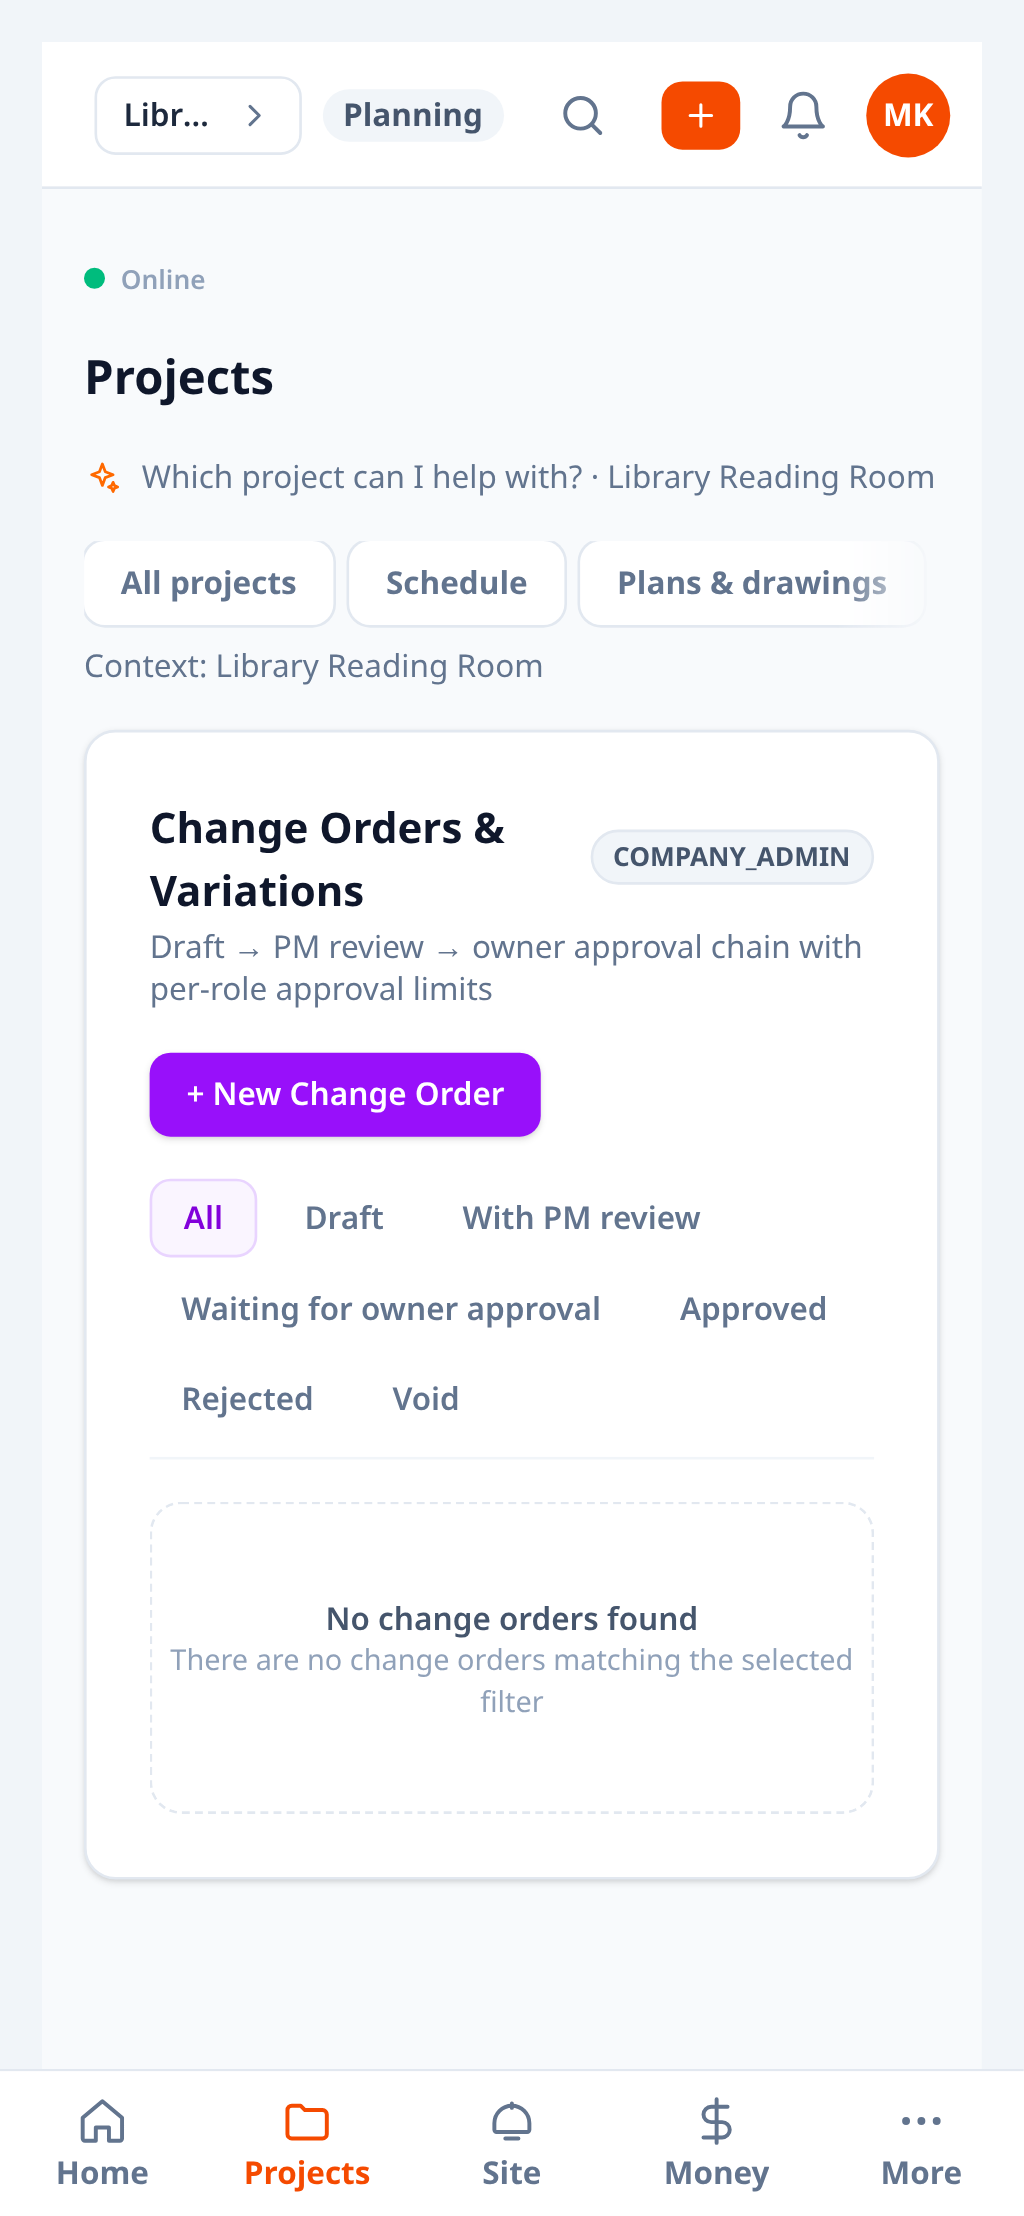 Libr...
Planning
MK
Online
Projects
Which project can I help with? · Library Reading Room
All projects
Schedule
Plans & drawings
Context: Library Reading Room
Change Orders &
Variations
COMPANY_ADMIN
Draft → PM review → owner approval chain with
per-role approval limits
+ New Change Order
All
Draft
With PM review
Waiting for owner approval
Approved
Rejected
Void
No change orders found
There are no change orders matching the selected
filter
Home
Projects
Site
Money
More